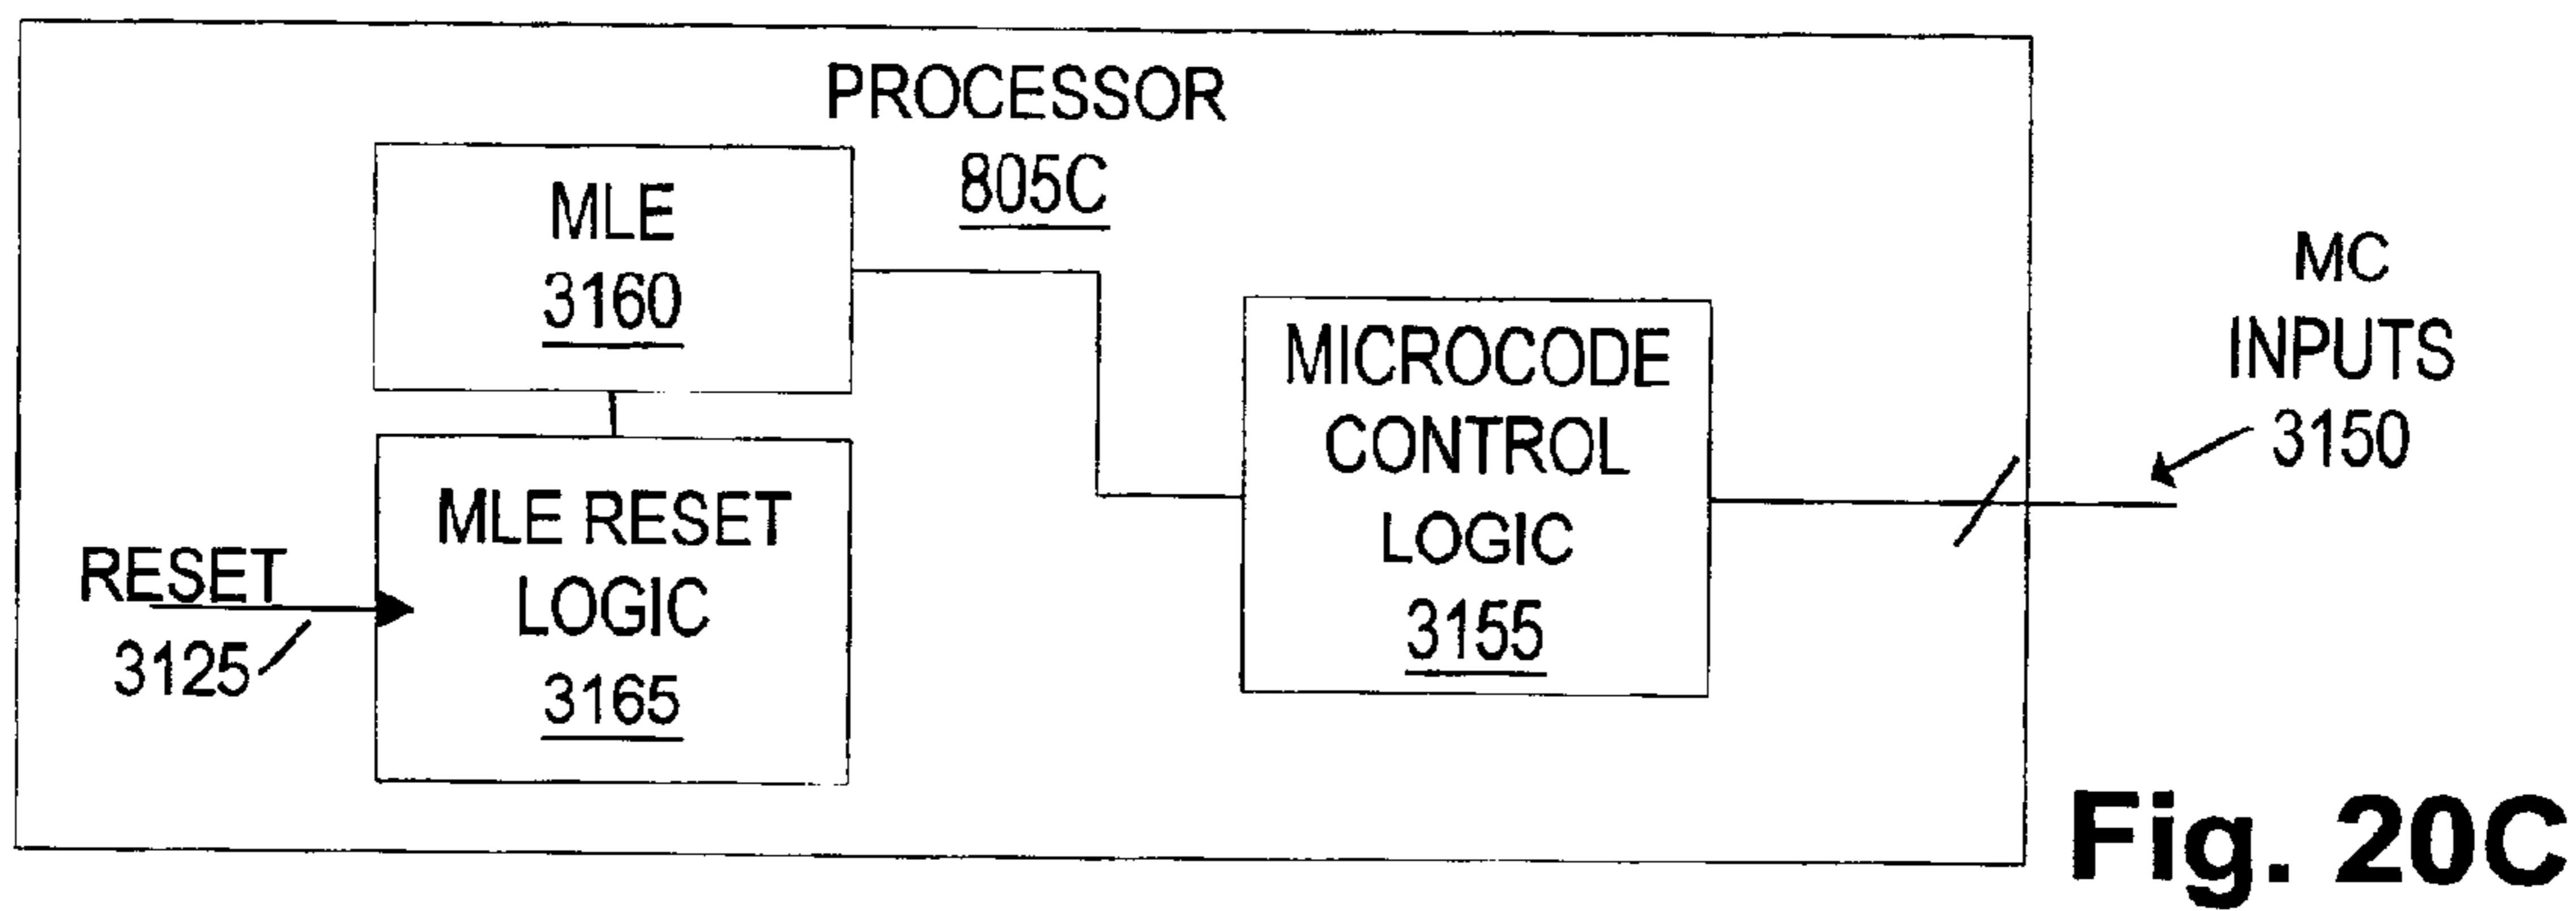 PROCESSOR
805C
MLE
3160
MLE RESET
LOGIC
3165
RESET
3125
MICROCODE
CONTROL
LOGIC
3155
MC
INPUTS
3150
Fig. 20C